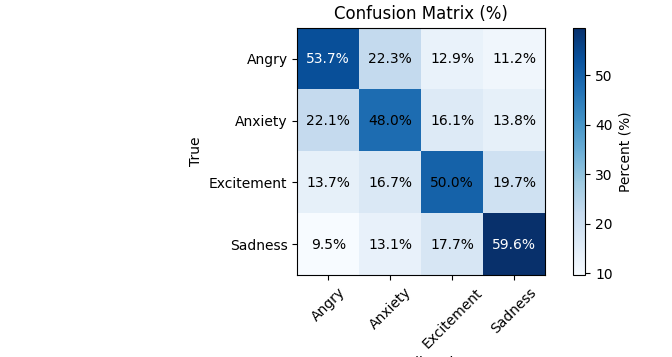 Confusion Matrix (%)
Angry 53.7% 22.3% 12.9% 11.2%
Anxiety 22.1% 48.0% 16.1% 13.8%
Excitement 13.7% 16.7% 50.0% 19.7%
Sadness 9.5% 13.1% 17.7% 59.6%
True
Angry Anxiety Excitement Sadness
50
40
30
20
10
Percent (%)